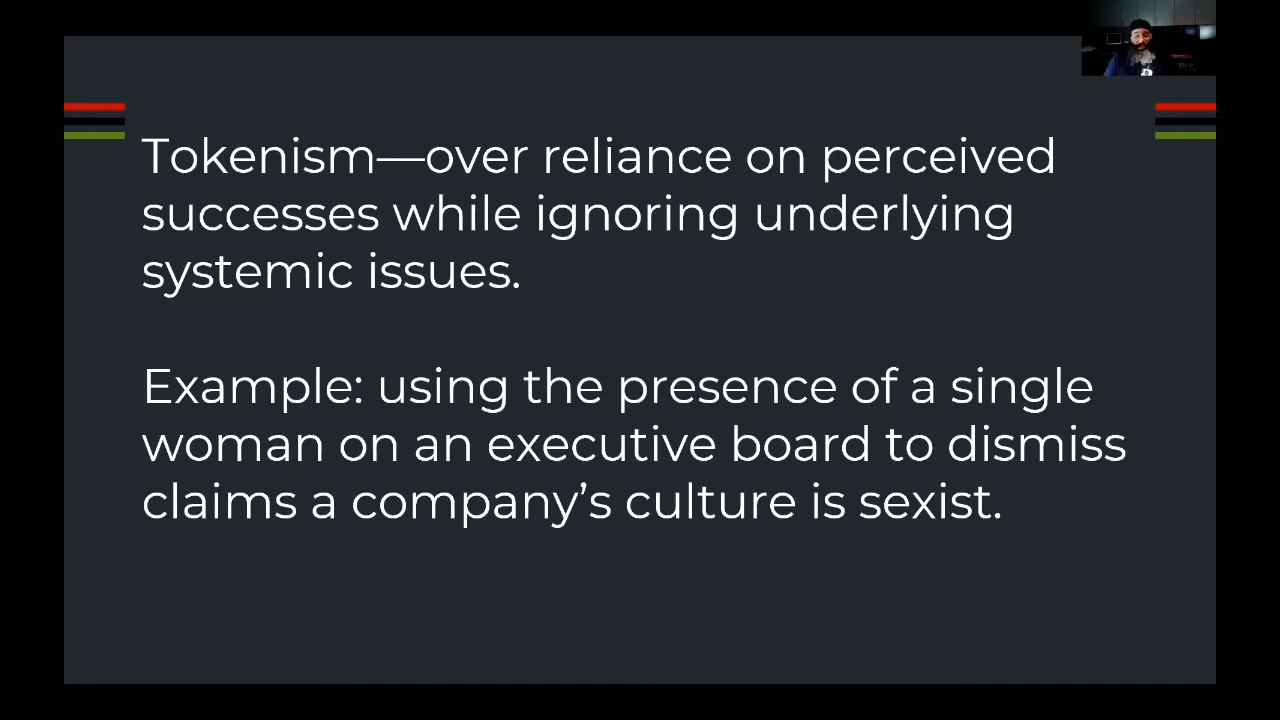 Tokenism—over reliance on perceived
successes while ignoring underlying
systemic issues.
Example: using the presence of a single
woman on an executive board to dismiss
claims a company’s culture is sexist.